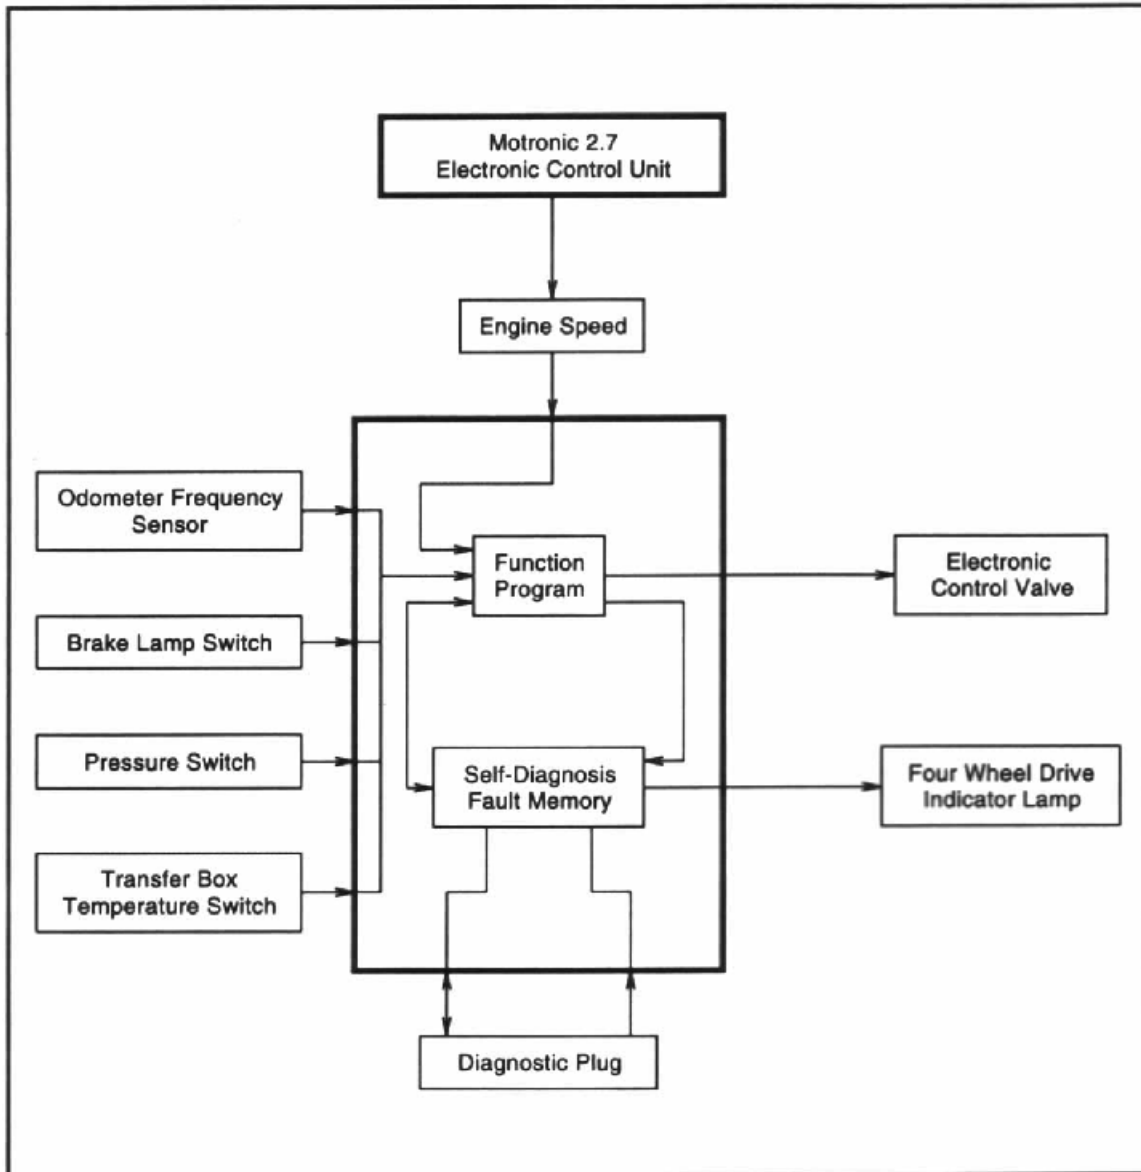 Motronic 2.7
Electronic Control Unit
Engine Speed
Odometer Frequency
Sensor
Function
Program
Electronic
Control Valve
Brake Lamp Switch
Pressure Switch
Self-Diagnosis
Fault Memory
Four Wheel Drive
Indicator Lamp
Transfer Box
Temperature Switch
Diagnostic Plug